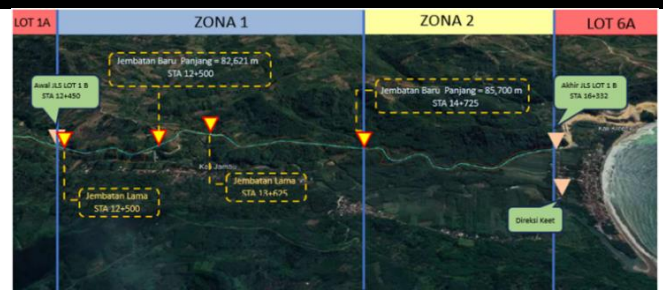 LOT 1A
ZONA 1
ZONA 2
LOT 6A
Jembatan Baru Panjang = 82,621 m
STA 12+500
Awal JLS LOT 1 B
STA 12+450
Jembatan Baru Panjang = 85,700 m
STA 14+725
Akhir JLS LOT 1 B
STA 16+332
Jembatan Lama
STA 13+625
Jembatan Lama
STA 12+500
Direksi Keet